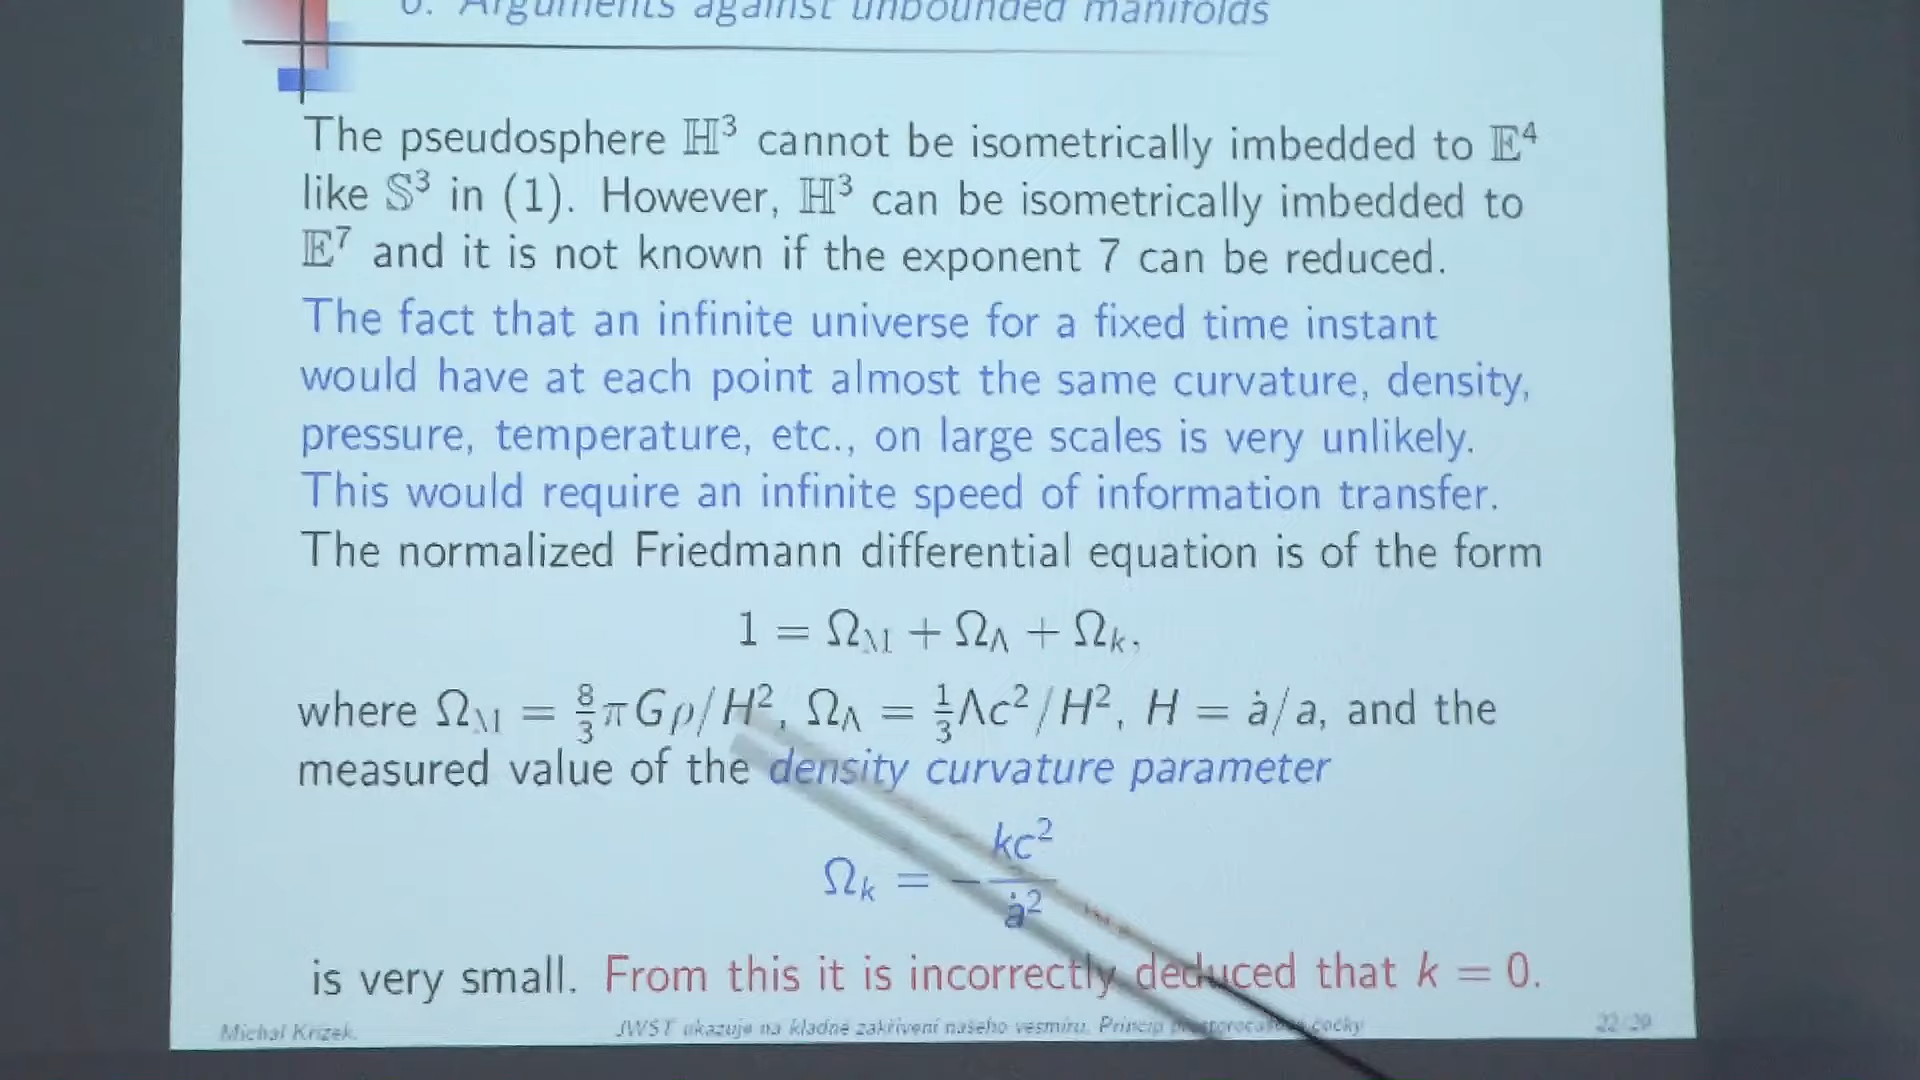 6. Arguments against unbounded manifolds
The pseudosphere ℍ³ cannot be isometrically imbedded to 𝔼⁴
like 𝕊³ in (1). However, ℍ³ can be isometrically imbedded to
𝔼⁷ and it is not known if the exponent 7 can be reduced.
The fact that an infinite universe for a fixed time instant
would have at each point almost the same curvature, density,
pressure, temperature, etc., on large scales is very unlikely.
This would require an infinite speed of information transfer.
The normalized Friedmann differential equation is of the form
1 = Ω_M + Ω_Λ + Ω_k,
where Ω_M = 8/3 πGρ/H², Ω_Λ = 1/3 Λc²/H², H = ȧ/a, and the
measured value of the density curvature parameter
Ω_k = − kc²/ȧ²
is very small. From this it is incorrectly deduced that k = 0.
Michal Křížek JWST ukazuje na kladné zakřivení našeho vesmíru. Princip čočky 22/29